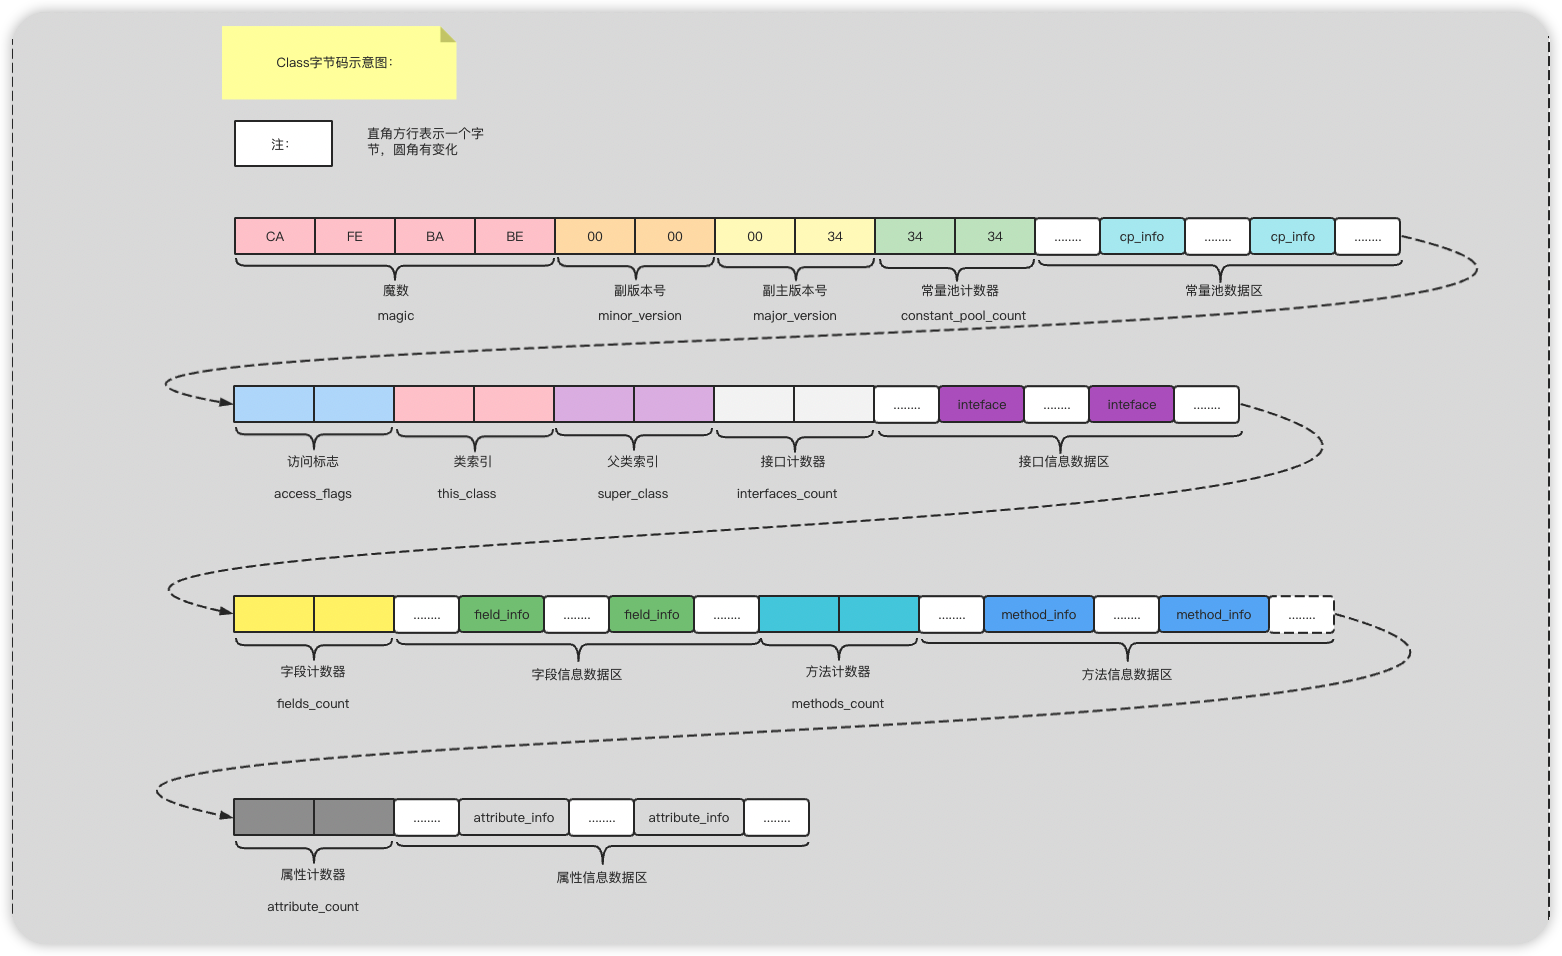 Class字节码示意图：
注：
直角方行表示一个字
节，圆角有变化
CA FE BA BE 00 00 00 34 34 34 ........ cp_info ........ cp_info ........
魔数 副版本号 副主版本号 常量池计数器 常量池数据区
magic minor_version major_version constant_pool_count
........ inteface ........ inteface ........
访问标志 类索引 父类索引 接口计数器 接口信息数据区
access_flags this_class super_class interfaces_count
........ field_info ........ field_info ........ ........ method_info ........ method_info ........
字段计数器 字段信息数据区 方法计数器 方法信息数据区
fields_count methods_count
........ attribute_info ........ attribute_info ........
属性计数器 属性信息数据区
attribute_count